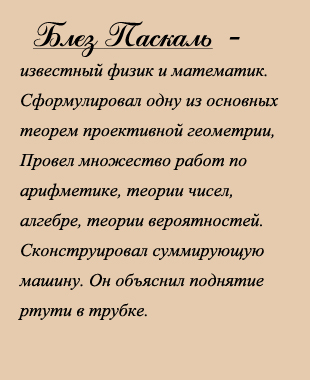 Блез Паскаль –
известный физик и математик.
Сформулировал одну из основных
теорем проективной геометрии,
Провел множество работ по
арифметике, теории чисел,
алгебре, теории вероятностей.
Сконструировал суммирующую
машину. Он объяснил поднятие
ртути в трубке.